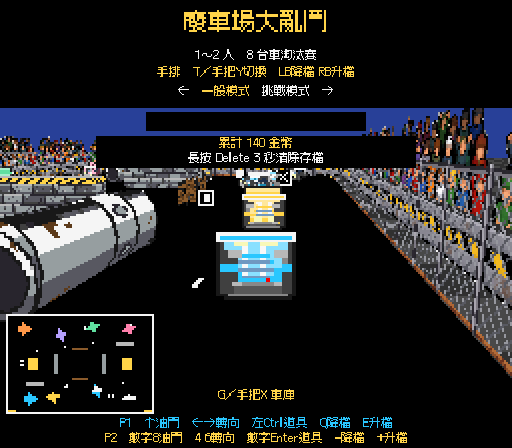 廢車場大亂鬥
1～2 人　8 台車淘汰賽
手排　T／手把Y切換　LB降檔 RB升檔
←　一般模式　挑戰模式　→
累計 140 金幣
長按 Delete 3 秒清除存檔
G／手把X 車庫
P1　↑油門　←→轉向　左Ctrl道具　Q降檔　E升檔
P2　數字8油門　4 6轉向　數字Enter道具　-降檔　+升檔